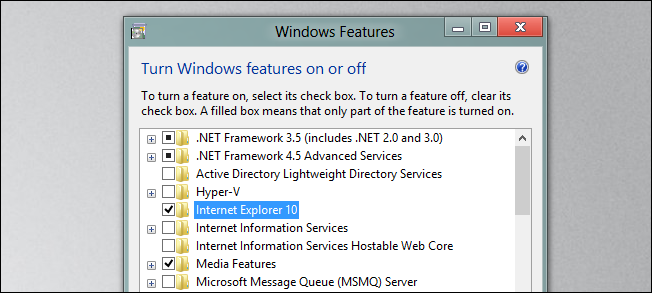 Windows Features
Turn Windows features on or off
To turn a feature on, select its check box. To turn a feature off, clear its
check box. A filled box means that only part of the feature is turned on.
.NET Framework 3.5 (includes .NET 2.0 and 3.0)
.NET Framework 4.5 Advanced Services
Active Directory Lightweight Directory Services
Hyper-V
Internet Explorer 10
Internet Information Services
Internet Information Services Hostable Web Core
Media Features
Microsoft Message Queue (MSMQ) Server